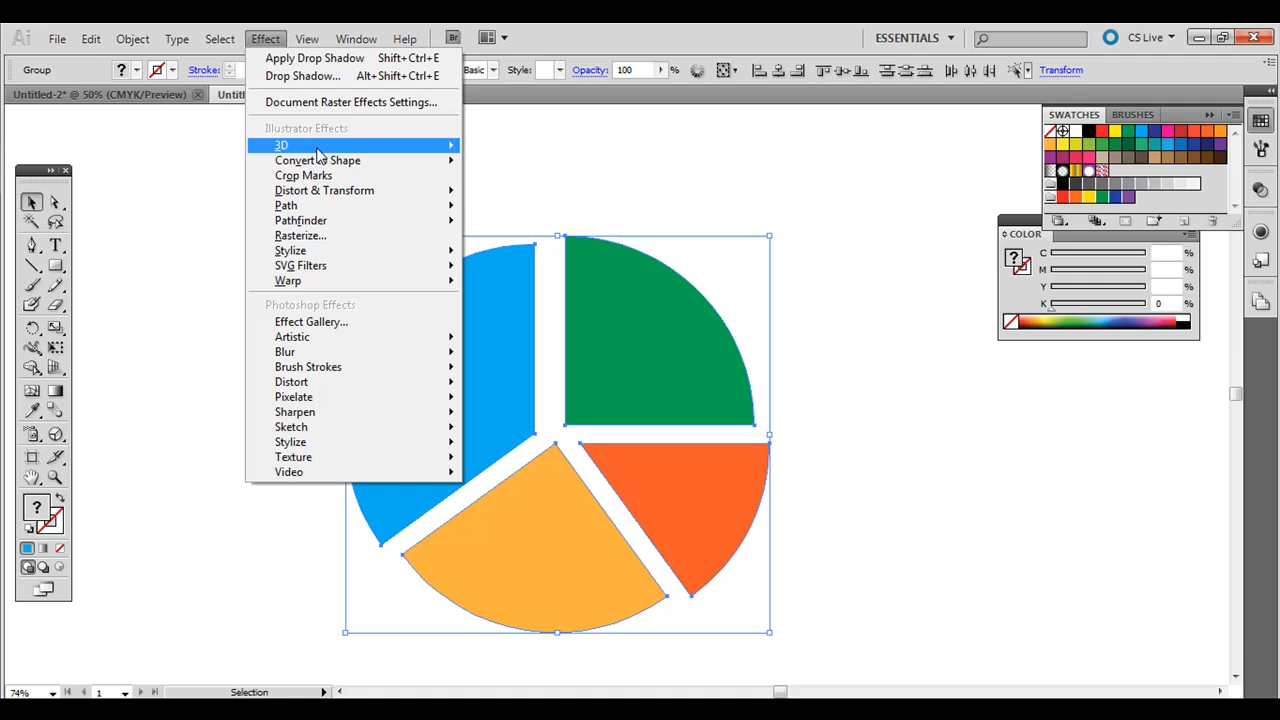 Ai File Edit Object Type Select Effect View Window Help Br ESSENTIALS CS Live
Group ? Stroke: Basic Style: Opacity: 100 % Transform
Untitled-2* @ 50% (CMYK/Preview)
Apply Drop Shadow Shift+Ctrl+E
Drop Shadow... Alt+Shift+Ctrl+E
Document Raster Effects Settings...
Illustrator Effects
3D
Crop Marks
Distort & Transform
Path
Pathfinder
Rasterize...
Stylize
SVG Filters
Warp
Photoshop Effects
Effect Gallery...
Artistic
Blur
Brush Strokes
Distort
Pixelate
Sharpen
Sketch
Stylize
Texture
Video
SWATCHES BRUSHES
COLOR
? C %
M %
Y %
K 0 %
?
74% 1 Selection